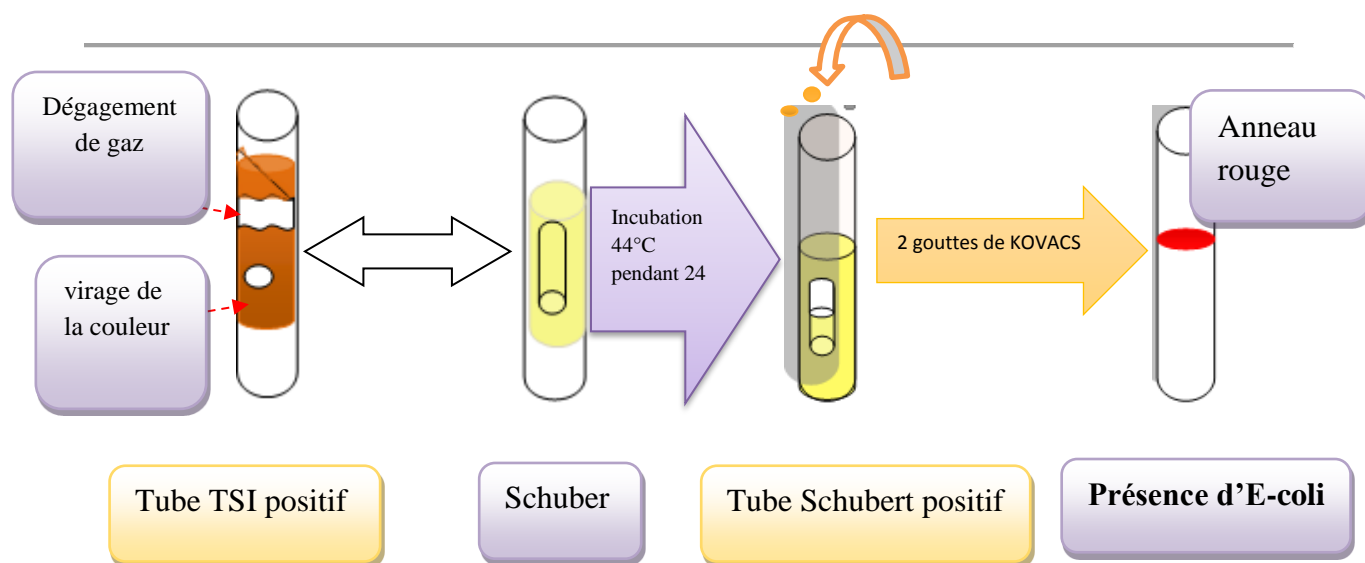 Dégagement
de gaz
virage de
la couleur
Incubation
44°C
pendant 24
2 gouttes de KOVACS
Anneau
rouge
Tube TSI positif
Schuber
Tube Schubert positif
Présence d'E-coli